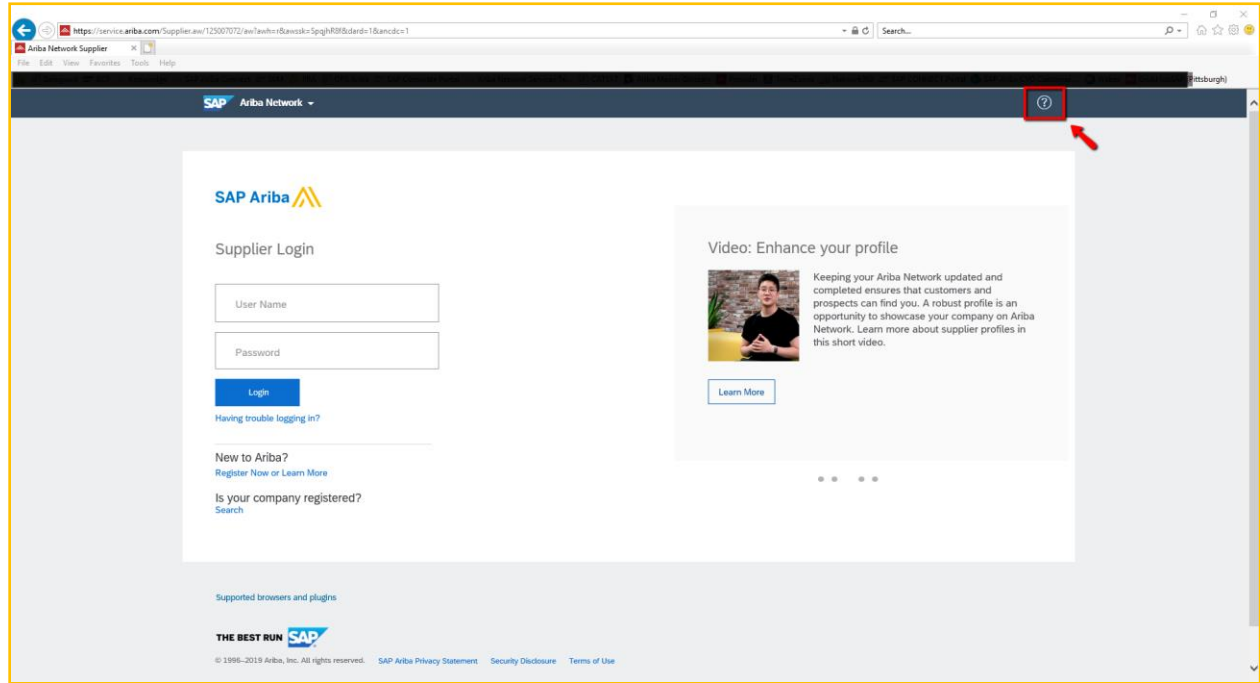 https://service.ariba.com/Supplier.aw/125007072/aw?awh=r&awssk=SpqjhR8f&dard=1&ancdc=1
Search...
Ariba Network Supplier
File Edit View Favorites Tools Help
Pittsburgh)
SAP Ariba Network
?
SAP Ariba
Supplier Login
User Name
Password
Login
Having trouble logging in?
New to Ariba?
Register Now or Learn More
Is your company registered?
Search
Video: Enhance your profile
Keeping your Ariba Network updated and
completed ensures that customers and
prospects can find you. A robust profile is an
opportunity to showcase your company on Ariba
Network. Learn more about supplier profiles in
this short video.
Learn More
Supported browsers and plugins
THE BEST RUN SAP
© 1996–2019 Ariba, Inc. All rights reserved. SAP Ariba Privacy Statement Security Disclosure Terms of Use